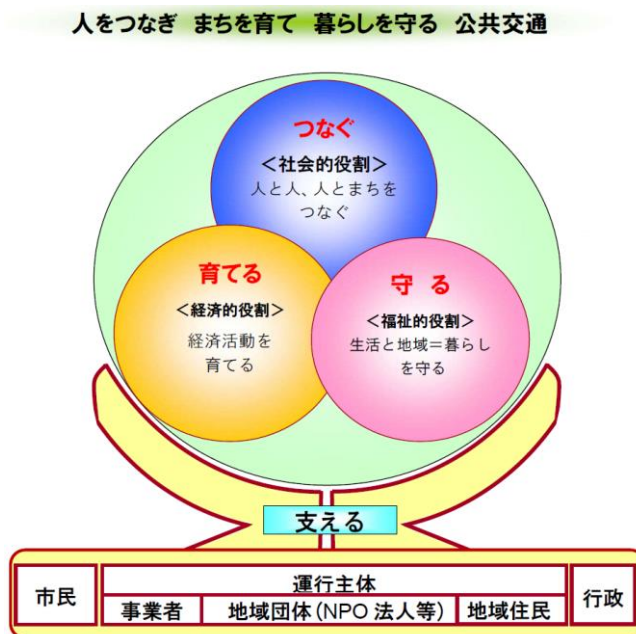 人をつなぎ まちを育て 暮らしを守る 公共交通
つなぐ
＜社会的役割＞
人と人、人とまちを
つなぐ
育てる
＜経済的役割＞
経済活動を
育てる
守 る
＜福祉的役割＞
生活と地域＝暮らし
を守る
支える
市民
運行主体
事業者
地域団体(NPO 法人等)
地域住民
行政